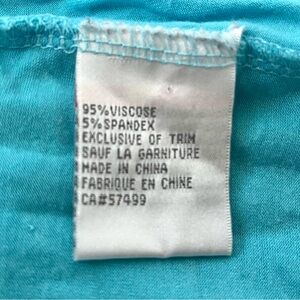 95%VISCOSE
5%SPANDEX
EXCLUSIVE OF TRIM
SAUF LA GARNITURE
MADE IN CHINA
FABRIQUE EN CHINE
CA#57499